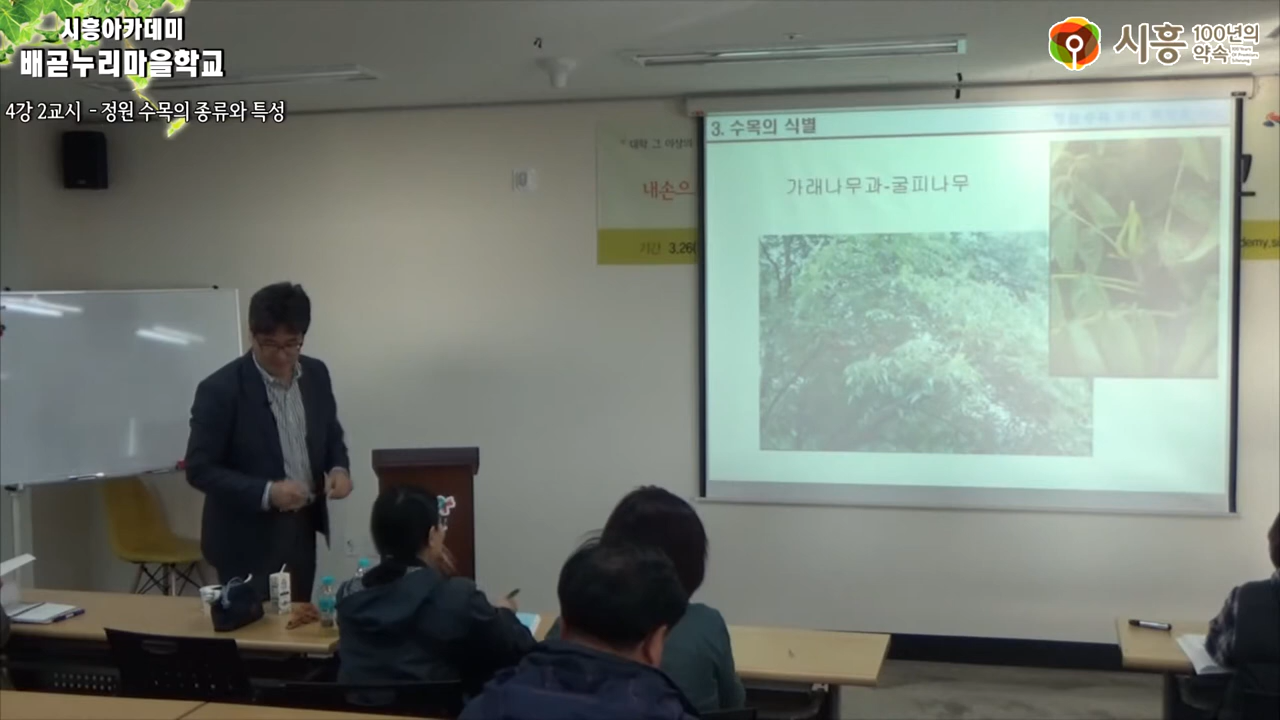 시흥아카데미
배곧누리마을학교
4강 2교시 - 정원 수목의 종류와 특성
시흥 100년의
약속
3. 수목의 식별
가래나무과-굴피나무
내손으
기간 3.26(